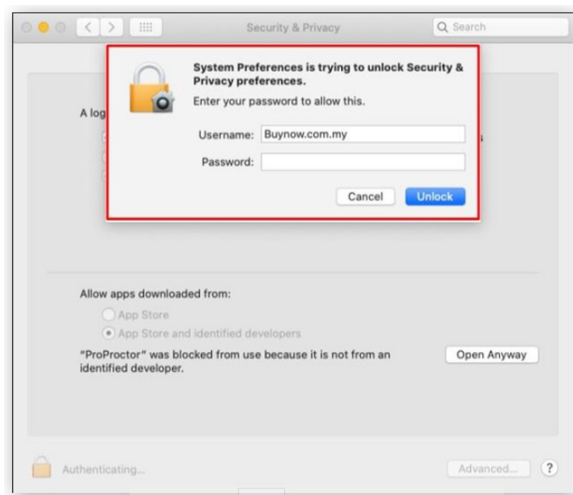 Security & Privacy
Search
System Preferences is trying to unlock Security &
Privacy preferences.
Enter your password to allow this.
A log
Username: Buynow.com.my
Password:
Cancel
Unlock
Allow apps downloaded from:
App Store
App Store and identified developers
"ProProctor" was blocked from use because it is not from an
identified developer.
Open Anyway
Authenticating...
Advanced...
?